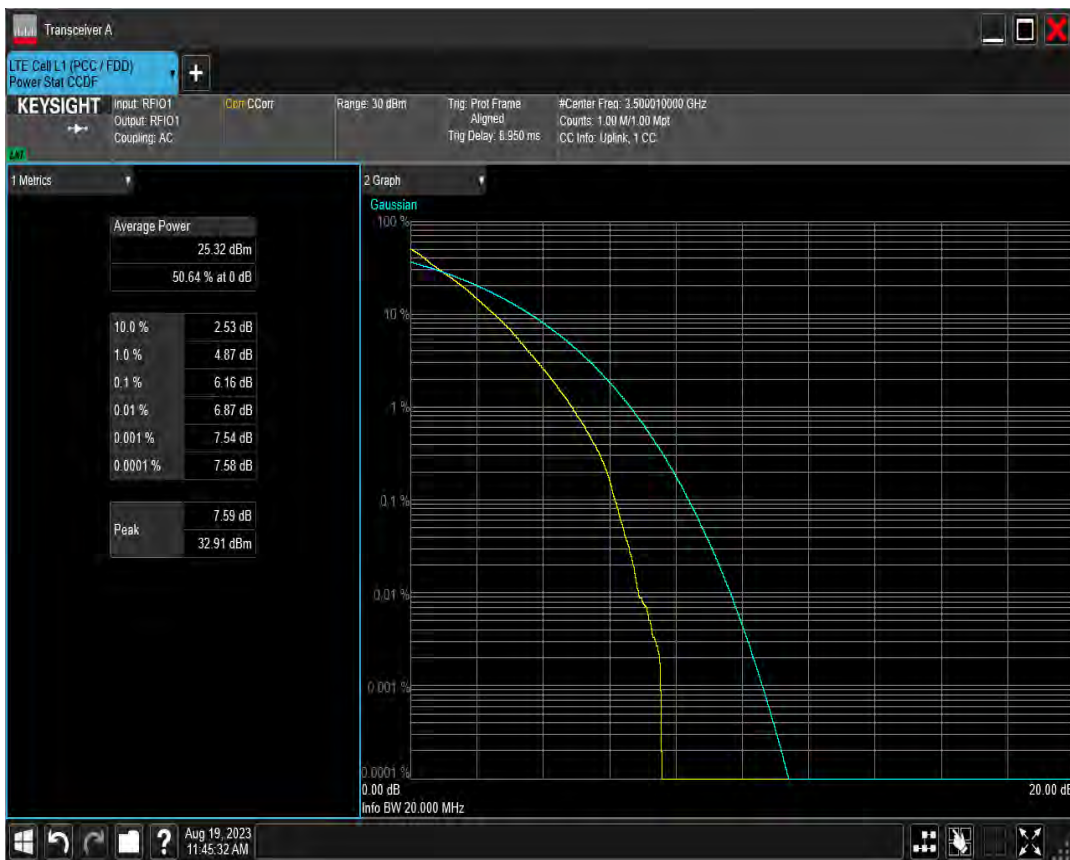 Transceiver A
LTE Cell L1 (PCC / FDD)
Power Stat CCDF
+
KEYSIGHT
Input: RFIO1
Output: RFIO1
Coupling: AC
Corr CCorr
Range: 30 dBm
Trig: Prot Frame
Aligned
Trig Delay: 8.950 ms
#Center Freq: 3.500010000 GHz
Counts: 1.00 M/1.00 Mpt
CC Info: Uplink, 1 CC
1 Metrics
Average Power
25.32 dBm
50.64 % at 0 dB
10.0 % 2.53 dB
1.0 % 4.87 dB
0.1 % 6.16 dB
0.01 % 6.87 dB
0.001 % 7.54 dB
0.0001 % 7.58 dB
Peak
7.59 dB
32.91 dBm
2 Graph
Gaussian
100 %
10 %
1 %
0.1 %
0.01 %
0.001 %
0.0001 %
0.00 dB
20.00 dB
Info BW 20.000 MHz
?
Aug 19, 2023
11:45:32 AM